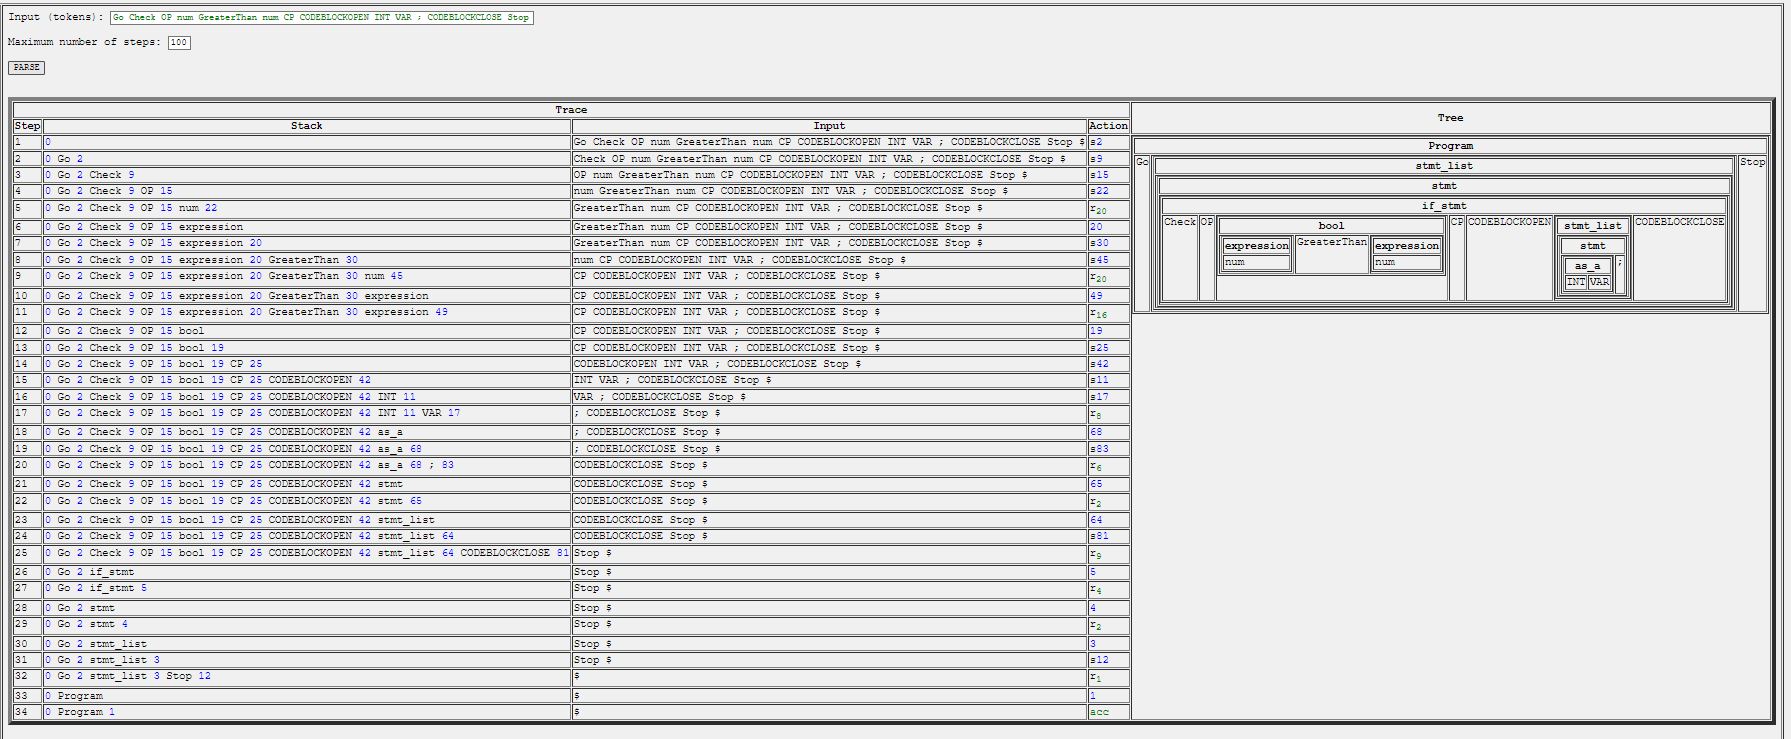 Input (tokens): Go Check OP num GreaterThan num CP CODEBLOCKOPEN INT VAR ; CODEBLOCKCLOSE Stop
Maximum number of steps: 100
PARSE
Trace
Step Stack Input Action
1 0 Go Check OP num GreaterThan num CP CODEBLOCKOPEN INT VAR ; CODEBLOCKCLOSE Stop $ s2
2 0 Go 2 Check OP num GreaterThan num CP CODEBLOCKOPEN INT VAR ; CODEBLOCKCLOSE Stop $ s9
3 0 Go 2 Check 9 OP num GreaterThan num CP CODEBLOCKOPEN INT VAR ; CODEBLOCKCLOSE Stop $ s15
4 0 Go 2 Check 9 OP 15 num GreaterThan num CP CODEBLOCKOPEN INT VAR ; CODEBLOCKCLOSE Stop $ s22
5 0 Go 2 Check 9 OP 15 num 22 GreaterThan num CP CODEBLOCKOPEN INT VAR ; CODEBLOCKCLOSE Stop $ r20
6 0 Go 2 Check 9 OP 15 expression GreaterThan num CP CODEBLOCKOPEN INT VAR ; CODEBLOCKCLOSE Stop $ 20
7 0 Go 2 Check 9 OP 15 expression 20 GreaterThan num CP CODEBLOCKOPEN INT VAR ; CODEBLOCKCLOSE Stop $ s30
8 0 Go 2 Check 9 OP 15 expression 20 GreaterThan 30 num CP CODEBLOCKOPEN INT VAR ; CODEBLOCKCLOSE Stop $ s45
9 0 Go 2 Check 9 OP 15 expression 20 GreaterThan 30 num 45 CP CODEBLOCKOPEN INT VAR ; CODEBLOCKCLOSE Stop $ r20
10 0 Go 2 Check 9 OP 15 expression 20 GreaterThan 30 expression CP CODEBLOCKOPEN INT VAR ; CODEBLOCKCLOSE Stop $ 49
11 0 Go 2 Check 9 OP 15 expression 20 GreaterThan 30 expression 49 CP CODEBLOCKOPEN INT VAR ; CODEBLOCKCLOSE Stop $ r16
12 0 Go 2 Check 9 OP 15 bool CP CODEBLOCKOPEN INT VAR ; CODEBLOCKCLOSE Stop $ 19
13 0 Go 2 Check 9 OP 15 bool 19 CP CODEBLOCKOPEN INT VAR ; CODEBLOCKCLOSE Stop $ s25
14 0 Go 2 Check 9 OP 15 bool 19 CP 25 CODEBLOCKOPEN INT VAR ; CODEBLOCKCLOSE Stop $ s42
15 0 Go 2 Check 9 OP 15 bool 19 CP 25 CODEBLOCKOPEN 42 INT VAR ; CODEBLOCKCLOSE Stop $ s11
16 0 Go 2 Check 9 OP 15 bool 19 CP 25 CODEBLOCKOPEN 42 INT 11 VAR ; CODEBLOCKCLOSE Stop $ s17
17 0 Go 2 Check 9 OP 15 bool 19 CP 25 CODEBLOCKOPEN 42 INT 11 VAR 17 ; CODEBLOCKCLOSE Stop $ r8
18 0 Go 2 Check 9 OP 15 bool 19 CP 25 CODEBLOCKOPEN 42 as_a ; CODEBLOCKCLOSE Stop $ 68
19 0 Go 2 Check 9 OP 15 bool 19 CP 25 CODEBLOCKOPEN 42 as_a 68 ; CODEBLOCKCLOSE Stop $ s83
20 0 Go 2 Check 9 OP 15 bool 19 CP 25 CODEBLOCKOPEN 42 as_a 68 ; 83 CODEBLOCKCLOSE Stop $ r6
21 0 Go 2 Check 9 OP 15 bool 19 CP 25 CODEBLOCKOPEN 42 stmt CODEBLOCKCLOSE Stop $ 65
22 0 Go 2 Check 9 OP 15 bool 19 CP 25 CODEBLOCKOPEN 42 stmt 65 CODEBLOCKCLOSE Stop $ r2
23 0 Go 2 Check 9 OP 15 bool 19 CP 25 CODEBLOCKOPEN 42 stmt_list CODEBLOCKCLOSE Stop $ 64
24 0 Go 2 Check 9 OP 15 bool 19 CP 25 CODEBLOCKOPEN 42 stmt_list 64 CODEBLOCKCLOSE Stop $ s81
25 0 Go 2 Check 9 OP 15 bool 19 CP 25 CODEBLOCKOPEN 42 stmt_list 64 CODEBLOCKCLOSE 81 Stop $ r9
26 0 Go 2 if_stmt Stop $ 5
27 0 Go 2 if_stmt 5 Stop $ r4
28 0 Go 2 stmt Stop $ 4
29 0 Go 2 stmt 4 Stop $ r2
30 0 Go 2 stmt_list Stop $ 3
31 0 Go 2 stmt_list 3 Stop $ s12
32 0 Go 2 stmt_list 3 Stop 12 $ r1
33 0 Program $ 1
34 0 Program 1 $ acc
Tree
Program
Go stmt_list Stop
stmt
if_stmt
Check OP bool CP CODEBLOCKOPEN stmt_list CODEBLOCKCLOSE
expression GreaterThan expression stmt
num num as_a ;
INT VAR